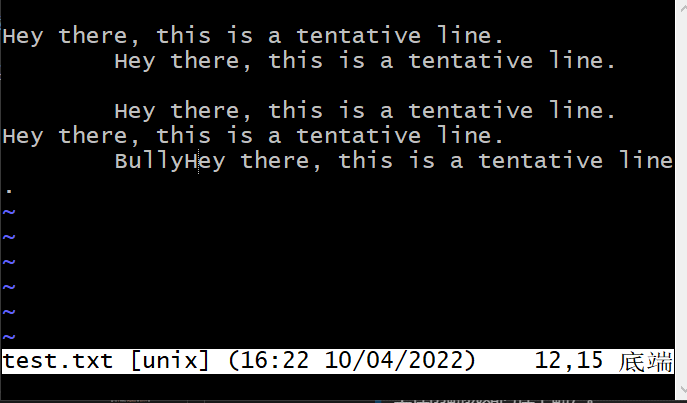 Hey there, this is a tentative line.
Hey there, this is a tentative line.
Hey there, this is a tentative line.
Hey there, this is a tentative line.
BullyHey there, this is a tentative line
.
~
~
~
~
~
~
test.txt [unix] (16:22 10/04/2022) 12,15 底端